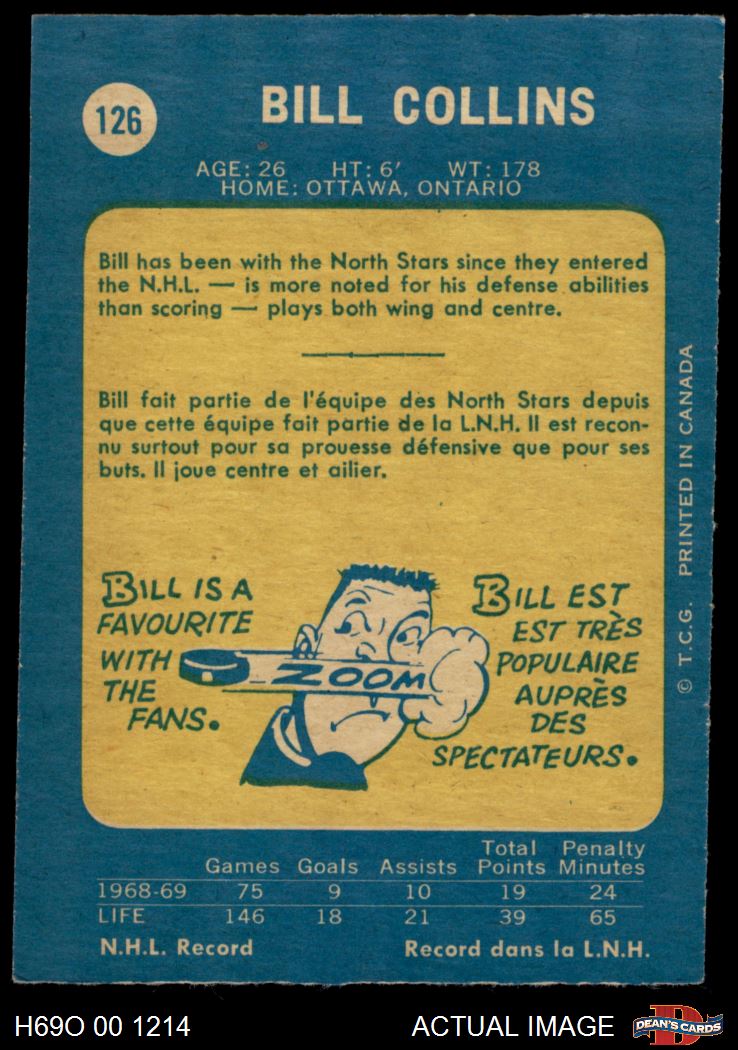 126
BILL COLLINS
AGE: 26 HT: 6' WT: 178
HOME: OTTAWA, ONTARIO
Bill has been with the North Stars since they entered
the N.H.L. — is more noted for his defense abilities
than scoring — plays both wing and centre.
Bill fait partie de l'équipe des North Stars depuis
que cette équipe fait partie de la L.N.H. Il est recon-
nu surtout pour sa prouesse défensive que pour ses
buts. Il joue centre et ailier.
BILL IS A
FAVOURITE
WITH
THE
FANS.
ZOOM
BILL EST
EST TRÈS
POPULAIRE
AUPRÈS
DES
SPECTATEURS.
© T.C.G. PRINTED IN CANADA
Total Penalty
Games Goals Assists Points Minutes
1968-69 75 9 10 19 24
LIFE 146 18 21 39 65
N.H.L. Record Record dans la L.N.H.
H69O 00 1214
ACTUAL IMAGE
D
DEAN'S CARDS